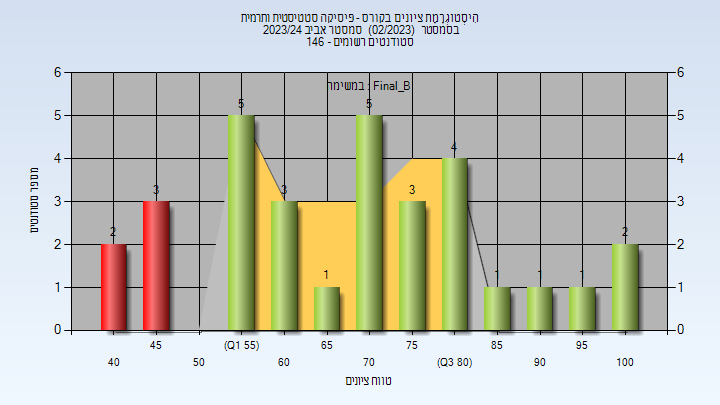 הִיסְטוֹגְרָמַת ציונים בקורס - פיסיקה סטטיסטית ותרמית
בסמסטר (02/2023) סמסטר אביב 2023/24
סטודנטים רשומים - 146
במשימה : Final_B
מספר סטודנטים
6 6
5 5
4 4
3 3
2 2
1 1
0 0
2 3 5 3 1 5 3 4 1 1 1 2
45 (Q1 55) 65 75 85 95
40 50 60 70 (Q3 80) 90 100
טווח ציונים